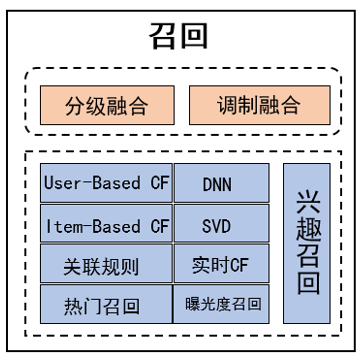 召回
分级融合
调制融合
User-Based CF
DNN
Item-Based CF
SVD
关联规则
实时CF
热门召回
曝光度召回
兴趣召回